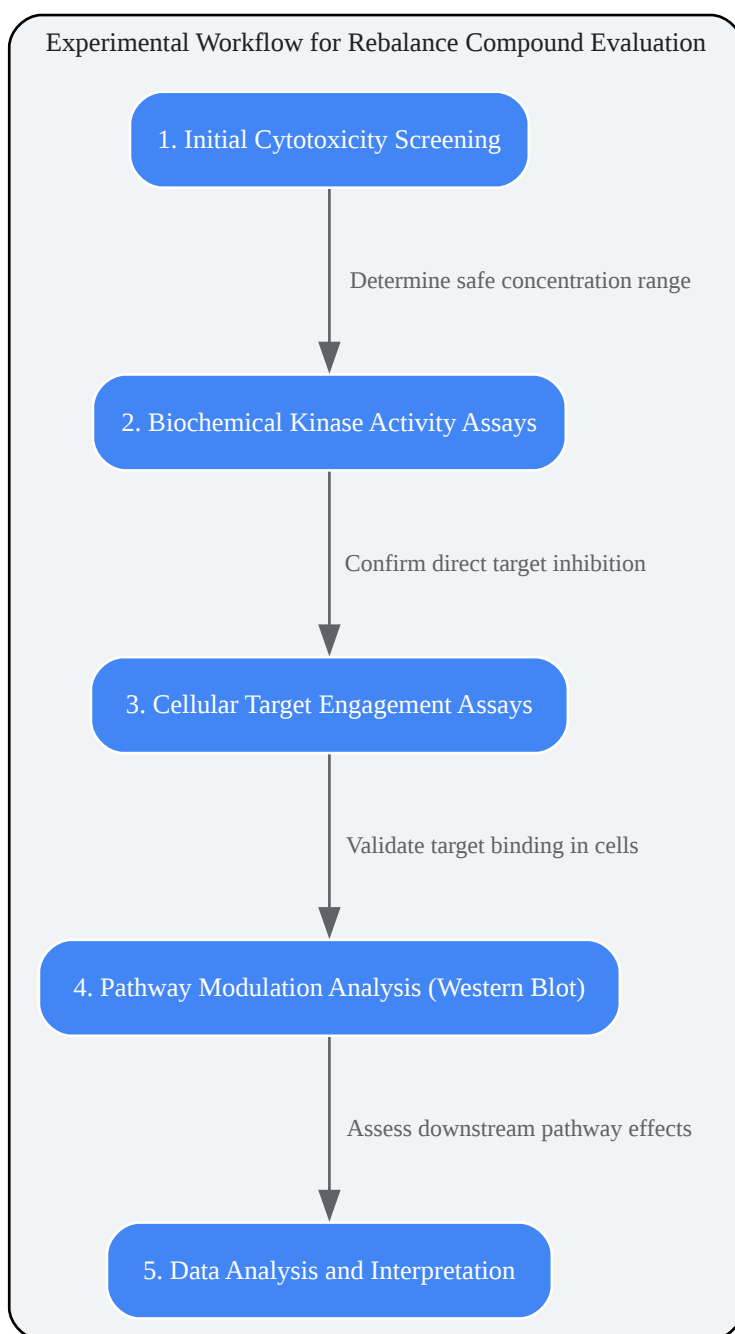 Experimental Workflow for Rebalance Compound Evaluation
1. Initial Cytotoxicity Screening
Determine safe concentration range
2. Biochemical Kinase Activity Assays
Confirm direct target inhibition
3. Cellular Target Engagement Assays
Validate target binding in cells
4. Pathway Modulation Analysis (Western Blot)
Assess downstream pathway effects
5. Data Analysis and Interpretation